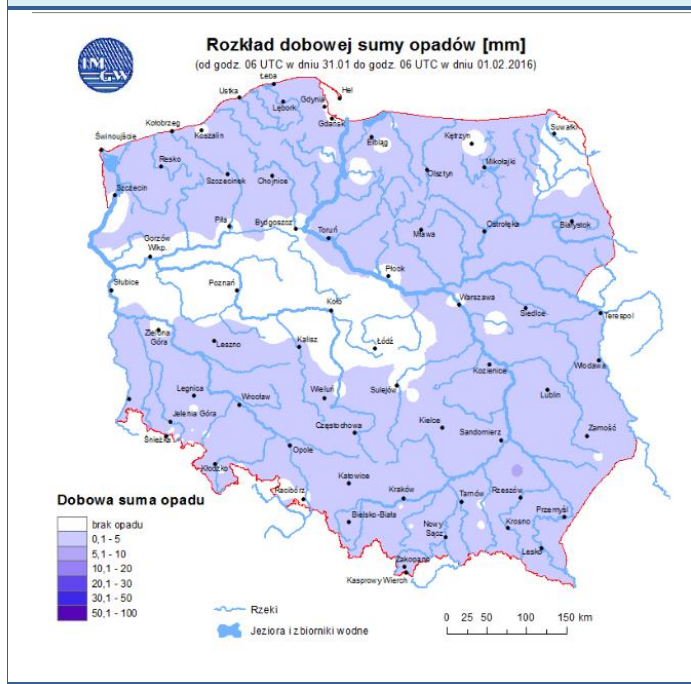 IMGW
Rozkład dobowej sumy opadów [mm]
(od godz. 06 UTC w dniu 31.01 do godz. 06 UTC w dniu 01.02.2016)
Łeba
Ustka
Hel
Gdynia
Lębork
Gdańsk
Kołobrzeg
Koszalin
Świnoujście
Elbląg
Kętrzyn
Suwałki
Resko
Mikołajki
Olsztyn
Szczecinek
Chojnice
Szczecin
Piła
Bydgoszcz
Toruń
Mława
Ostrołęka
Białystok
Gorzów
Wlkp.
Płock
Słubice
Poznań
Koło
Warszawa
Siedlce
Terespol
Zielona
Góra
Leszno
Kalisz
Łódź
Kozienice
Włodawa
Legnica
Wrocław
Wieluń
Sulejów
Lublin
Jelenia Góra
Śnieżka
Częstochowa
Kielce
Sandomierz
Zamość
Opole
Kłodzko
Katowice
Racibórz
Kraków
Tarnów
Rzeszów
Przemyśl
Bielsko-Biała
Nowy
Sącz
Krosno
Lesko
Zakopane
Kasprowy Wierch
Dobowa suma opadu
brak opadu
0,1 - 5
5,1 - 10
10,1 - 20
20,1 - 30
30,1 - 50
50,1 - 100
Rzeki
Jeziora i zbiorniki wodne
0 25 50 100 150 km